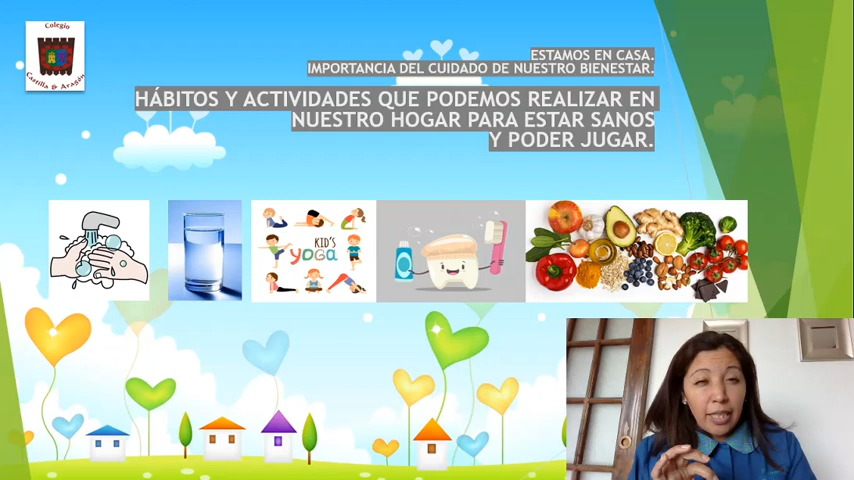 Colegio
Castilla & Aragón
ESTAMOS EN CASA.
IMPORTANCIA DEL CUIDADO DE NUESTRO BIENESTAR.
HÁBITOS Y ACTIVIDADES QUE PODEMOS REALIZAR EN
NUESTRO HOGAR PARA ESTAR SANOS
Y PODER JUGAR.
KID'S
yoga